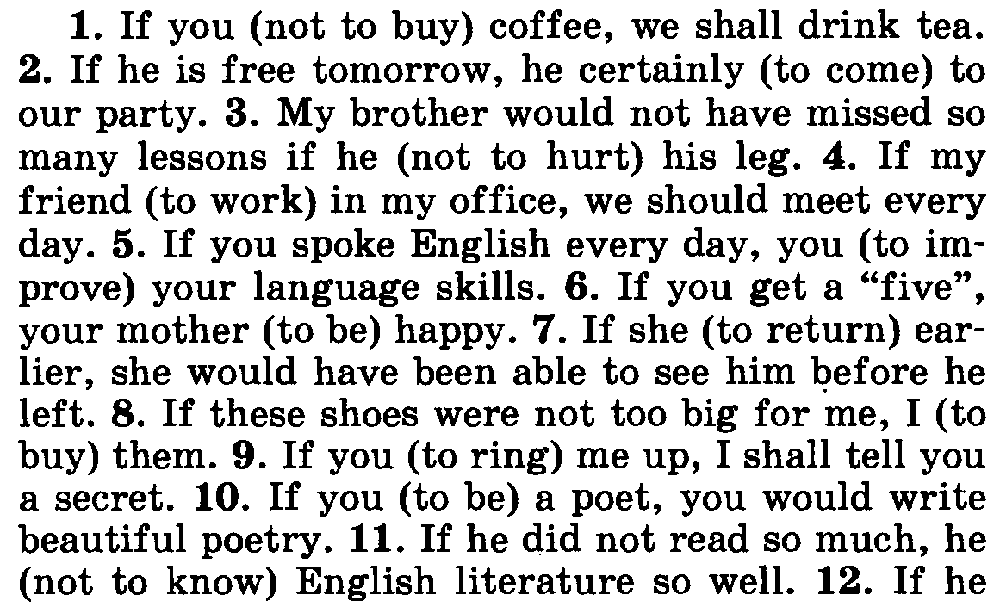 1. If you (not to buy) coffee, we shall drink tea.
2. If he is free tomorrow, he certainly (to come) to
our party. 3. My brother would not have missed so
many lessons if he (not to hurt) his leg. 4. If my
friend (to work) in my office, we should meet every
day. 5. If you spoke English every day, you (to im-
prove) your language skills. 6. If you get a “five”,
your mother (to be) happy. 7. If she (to return) ear-
lier, she would have been able to see him before he
left. 8. If these shoes were not too big for me, I (to
buy) them. 9. If you (to ring) me up, I shall tell you
a secret. 10. If you (to be) a poet, you would write
beautiful poetry. 11. If he did not read so much, he
(not to know) English literature so well. 12. If he